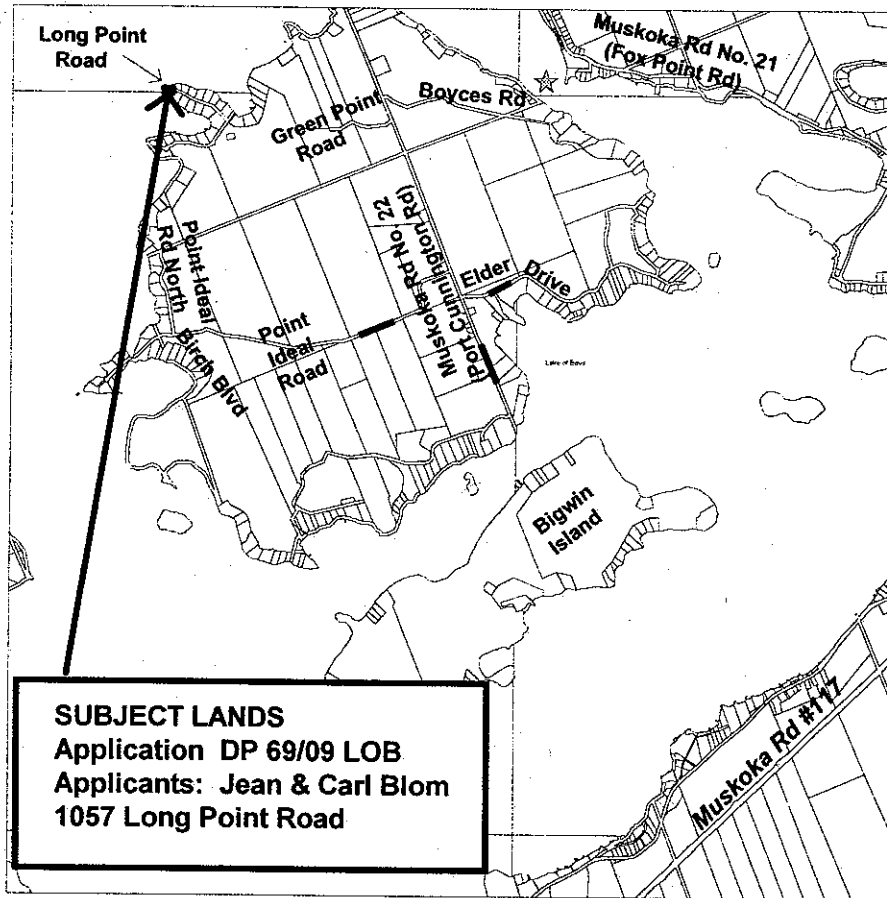 Long Point
Road
Muskoka Rd No. 21
(Fox Point Rd)
Boyces Rd
Green Point
Road
Muskoka Rd No. 22
(Port Cunnington Rd)
Point Ideal
Rd North
Elder Drive
Point
Ideal
Road
Birch Blvd
Lake of Bays
Bigwin
Island
Muskoka Rd #117
SUBJECT LANDS
Application DP 69/09 LOB
Applicants: Jean & Carl Blom
1057 Long Point Road